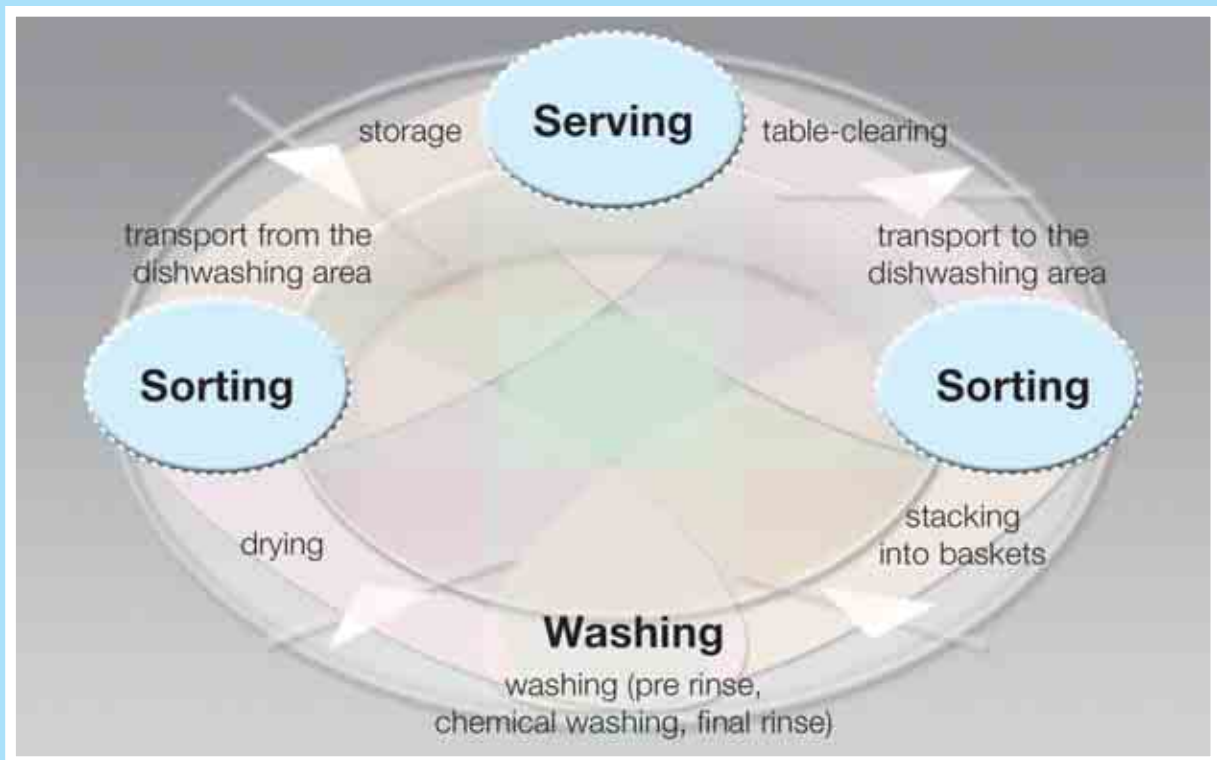 Serving
table-clearing
transport to the
dishwashing area
Sorting
stacking
into baskets
Washing
washing (pre rinse,
chemical washing, final rinse)
drying
Sorting
transport from the
dishwashing area
storage